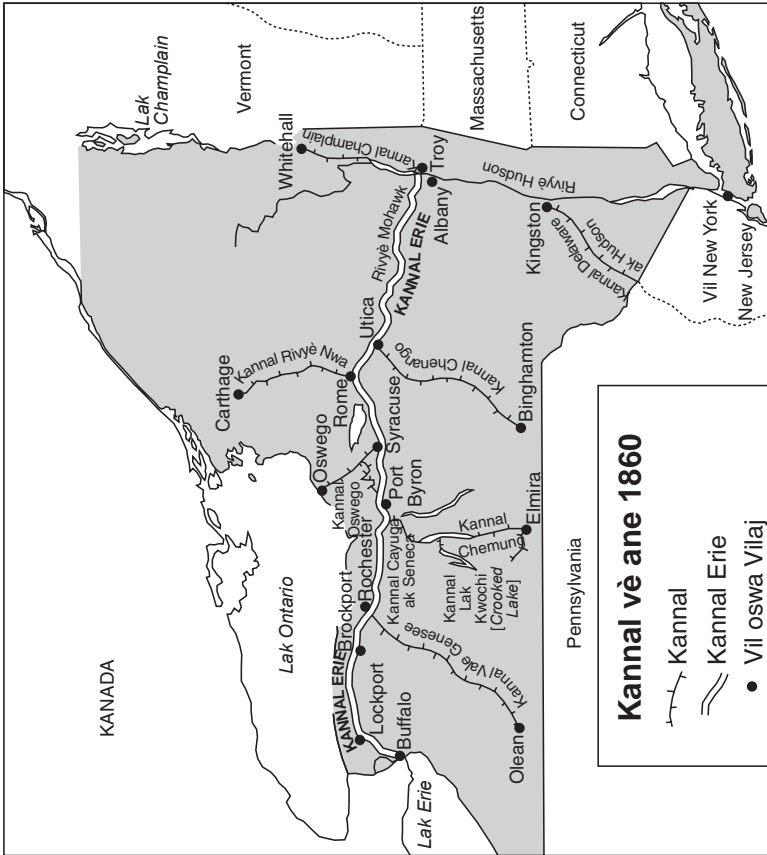 KANADA
Lak Ontario
Lak Erie
Lak
Champlain
Vermont
Massachusetts
Connecticut
Pennsylvania
New Jersey
Vil New York
Whitehall
Kannal Champlain
Troy
Albany
Rivyè Hudson
Rivyè Mohawk
KANNAL ERIE
Kingston
Kannal Delaware
ak Hudson
Utica
Kannal Chenango
Binghamton
Carthage
Kannal Rivyè Nwa
Rome
Syracuse
Oswego
Kannal
Oswego
Port
Byron
Kannal Cayuga
ak Seneca
Kannal
Chemung
Elmira
Kannal
Lak
Kwochi
[Crooked
Lake]
Rochester
Brockport
KANNAL ERIE
Lockport
Buffalo
Kannal Vale Genesee
Olean
Kannal vè ane 1860
Kannal
Kannal Erie
Vil oswa Vilaj